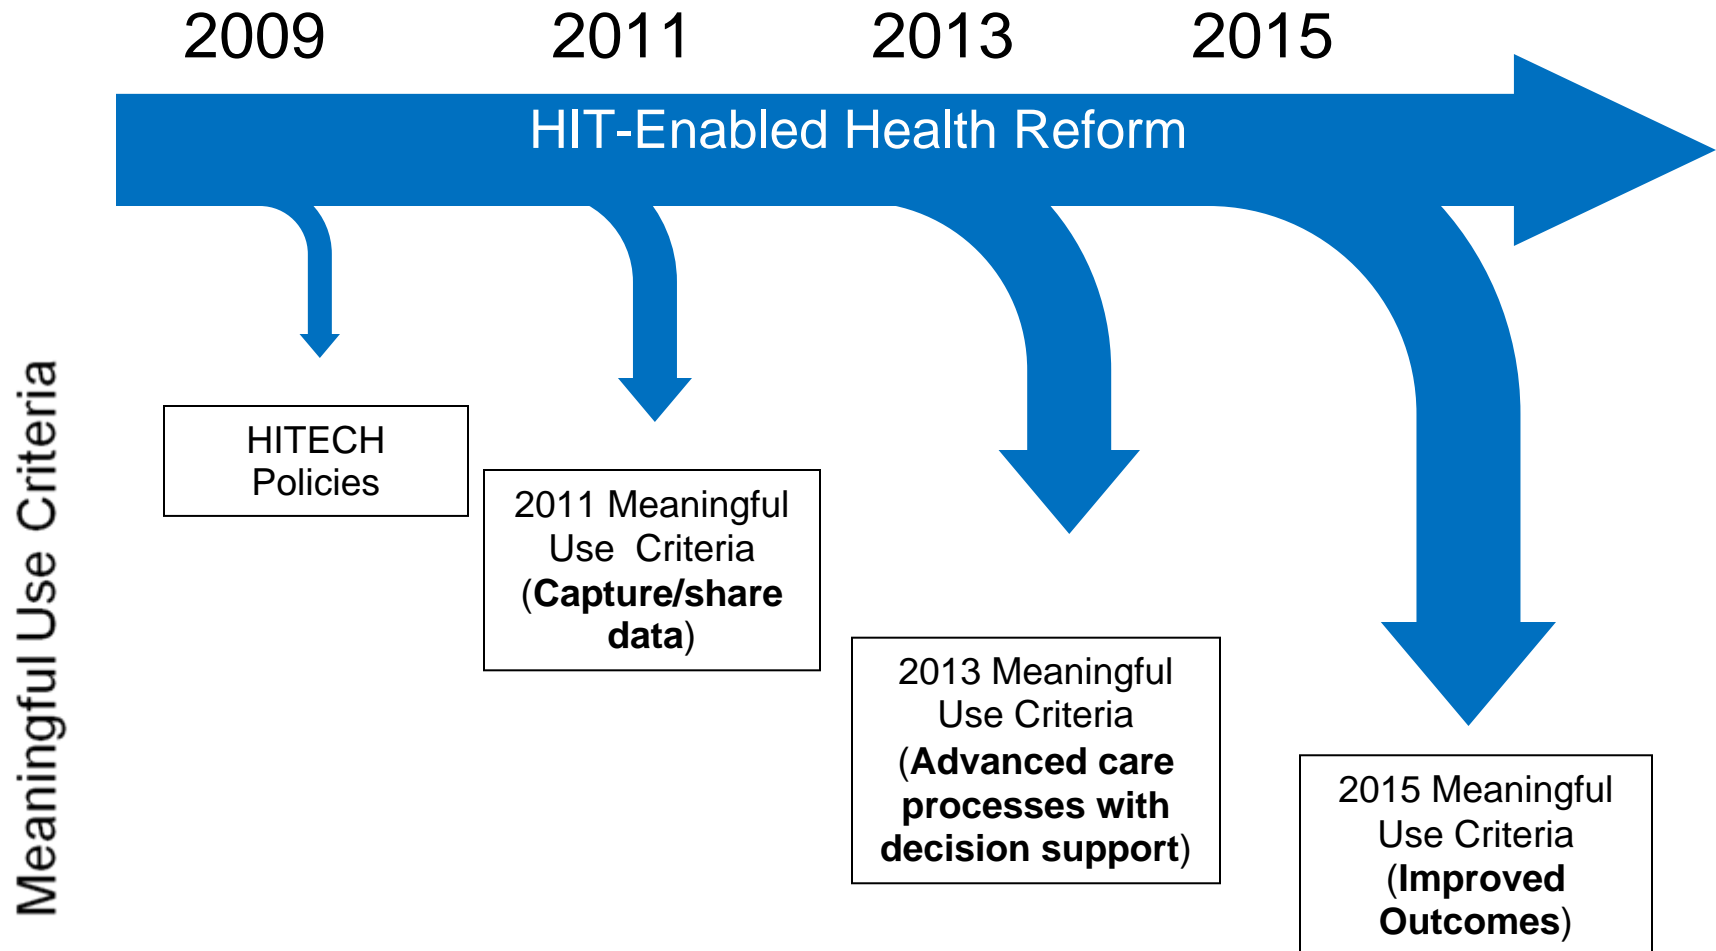 2009 2011 2013 2015
HIT-Enabled Health Reform
Meaningful Use Criteria
HITECH
Policies
2011 Meaningful
Use Criteria
(Capture/share
data)
2013 Meaningful
Use Criteria
(Advanced care
processes with
decision support)
2015 Meaningful
Use Criteria
(Improved
Outcomes)